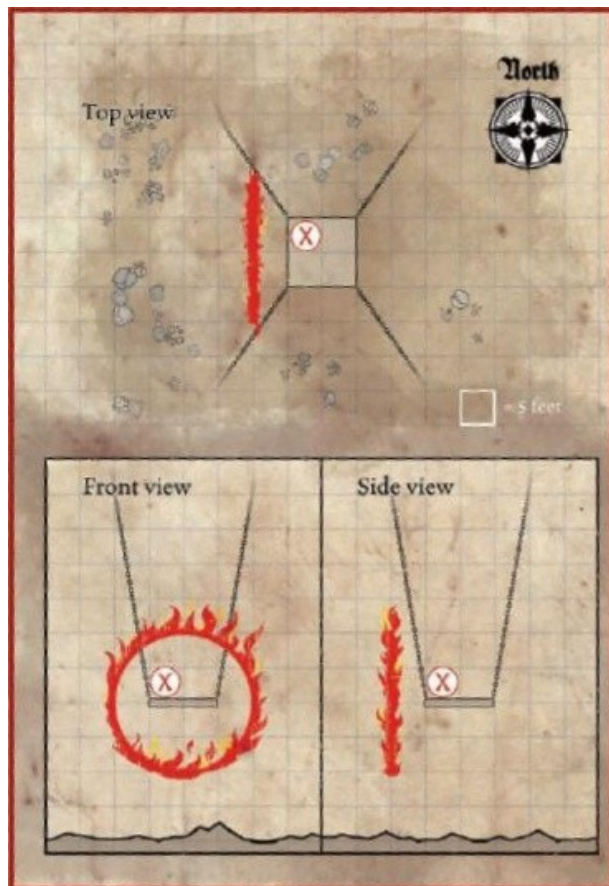 North
Top view
X
= 5 feet
Front view
Side view
X
X